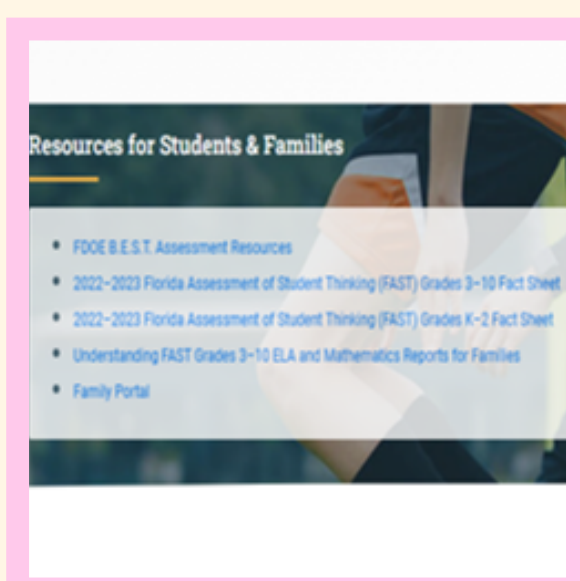 Resources for Students & Families
FDOE B.E.S.T. Assessment Resources
2022-2023 Florida Assessment of Student Thinking (FAST) Grades 3-10 Fact Sheet
2022-2023 Florida Assessment of Student Thinking (FAST) Grades K-2 Fact Sheet
Understanding FAST Grades 3-10 ELA and Mathematics Reports for Families
Family Portal